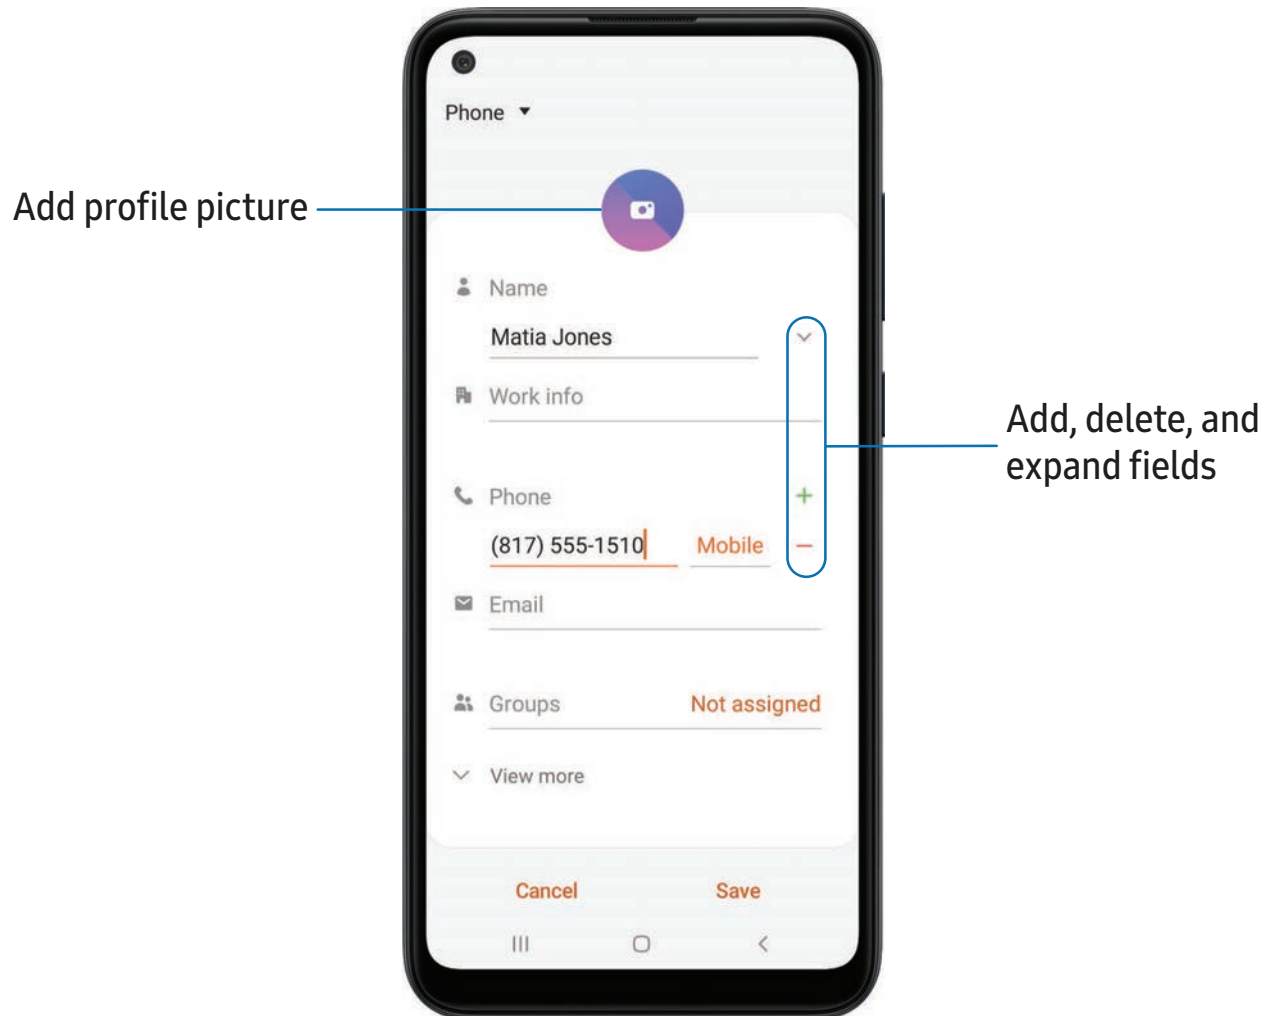 Phone
Add profile picture
Name
Matia Jones
Work info
Add, delete, and
expand fields
Phone
(817) 555-1510 Mobile
Email
Groups Not assigned
View more
Cancel Save